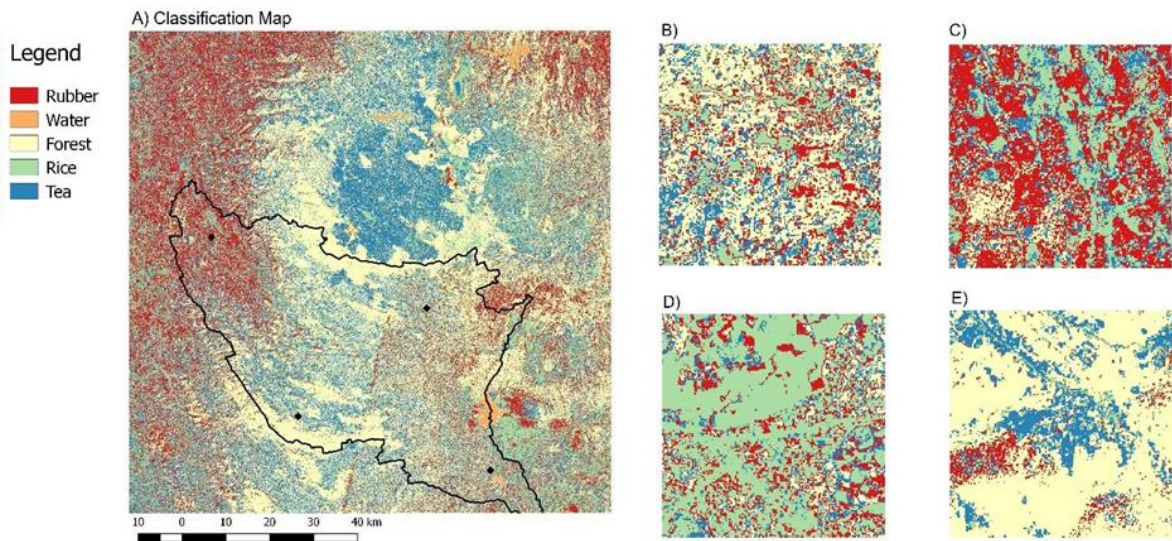 A) Classification Map
Legend
Rubber
Water
Forest
Rice
Tea
10 0 10 20 30 40 km
B)
C)
D)
E)